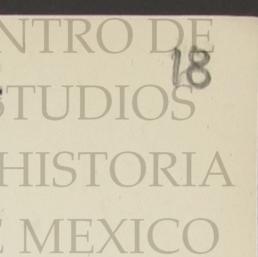 NTRO DE
18
STUDIOS
HISTORIA
E MEXICO